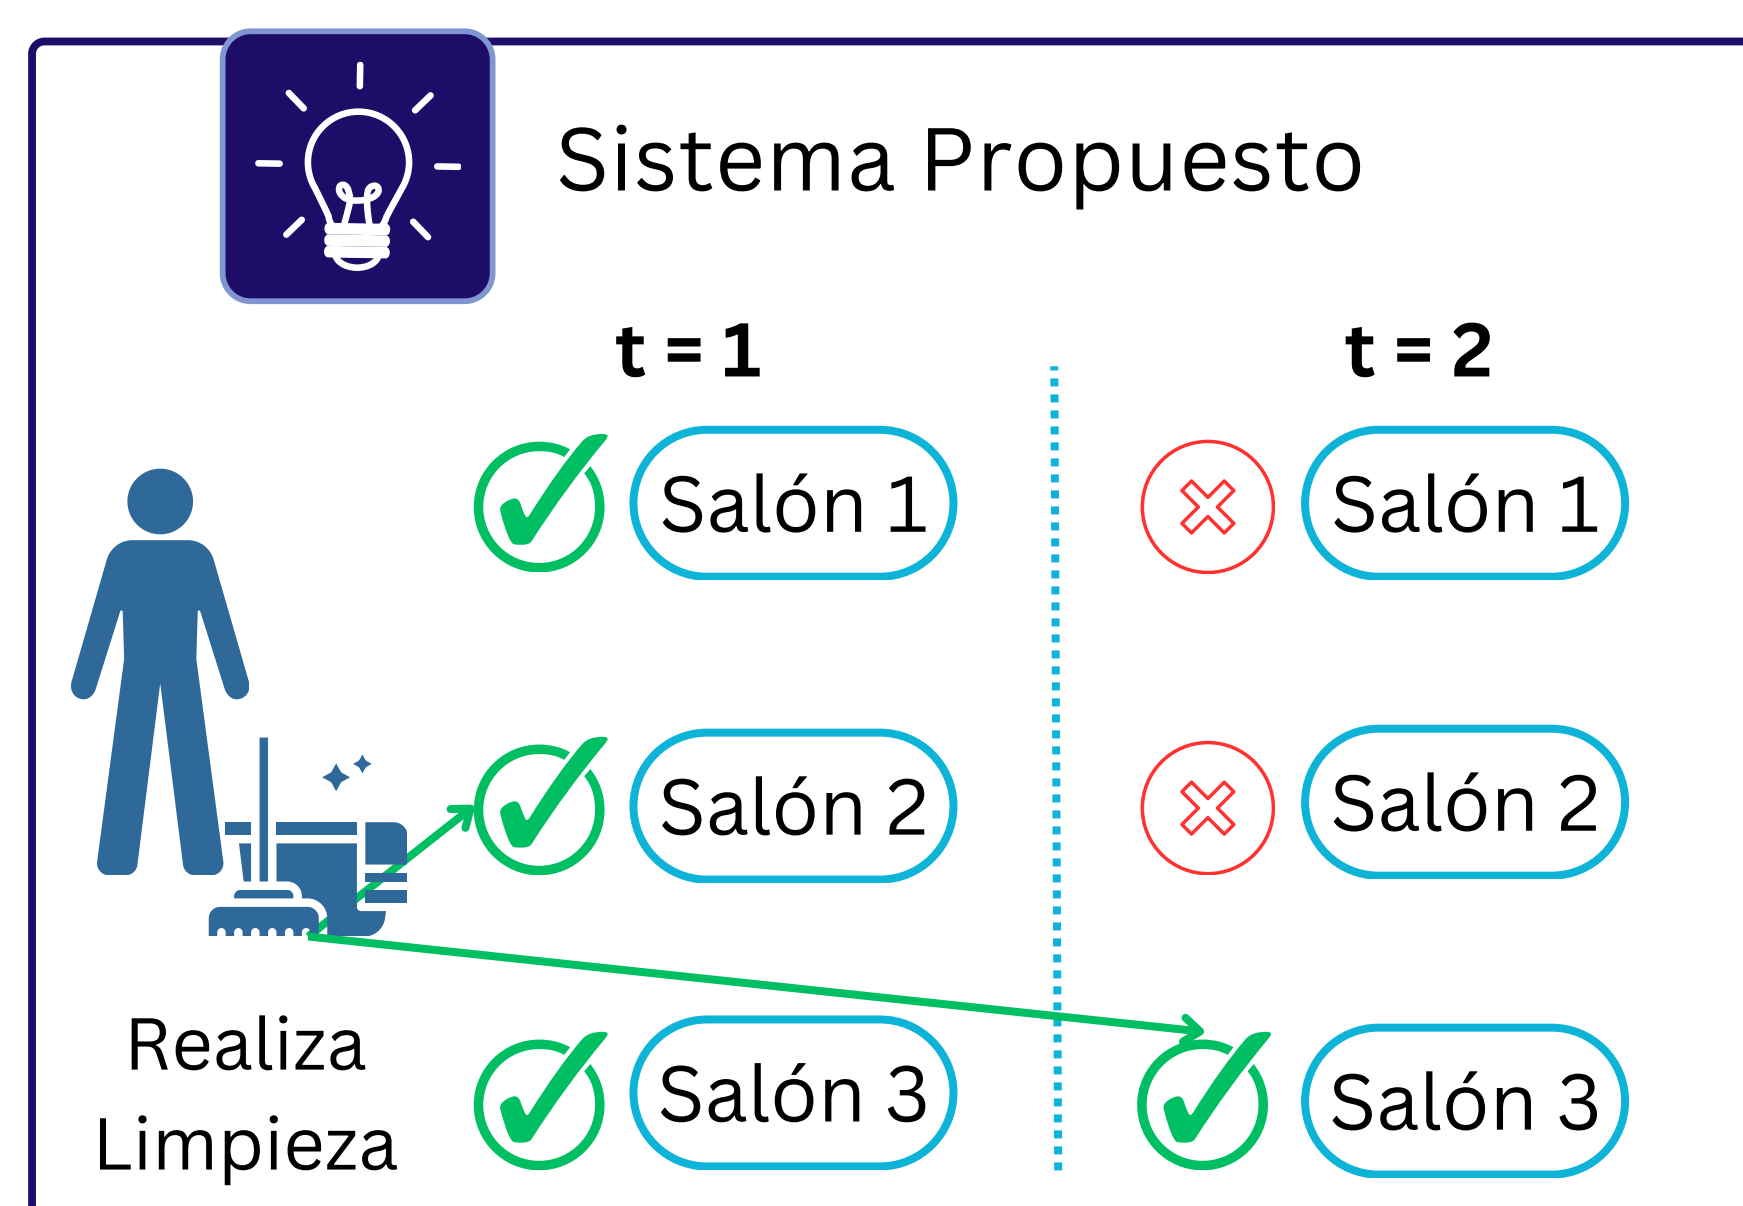 Sistema Propuesto
t = 1
t = 2
Salón 1
Salón 1
Salón 2
Salón 2
Realiza
Limpieza
Salón 3
Salón 3